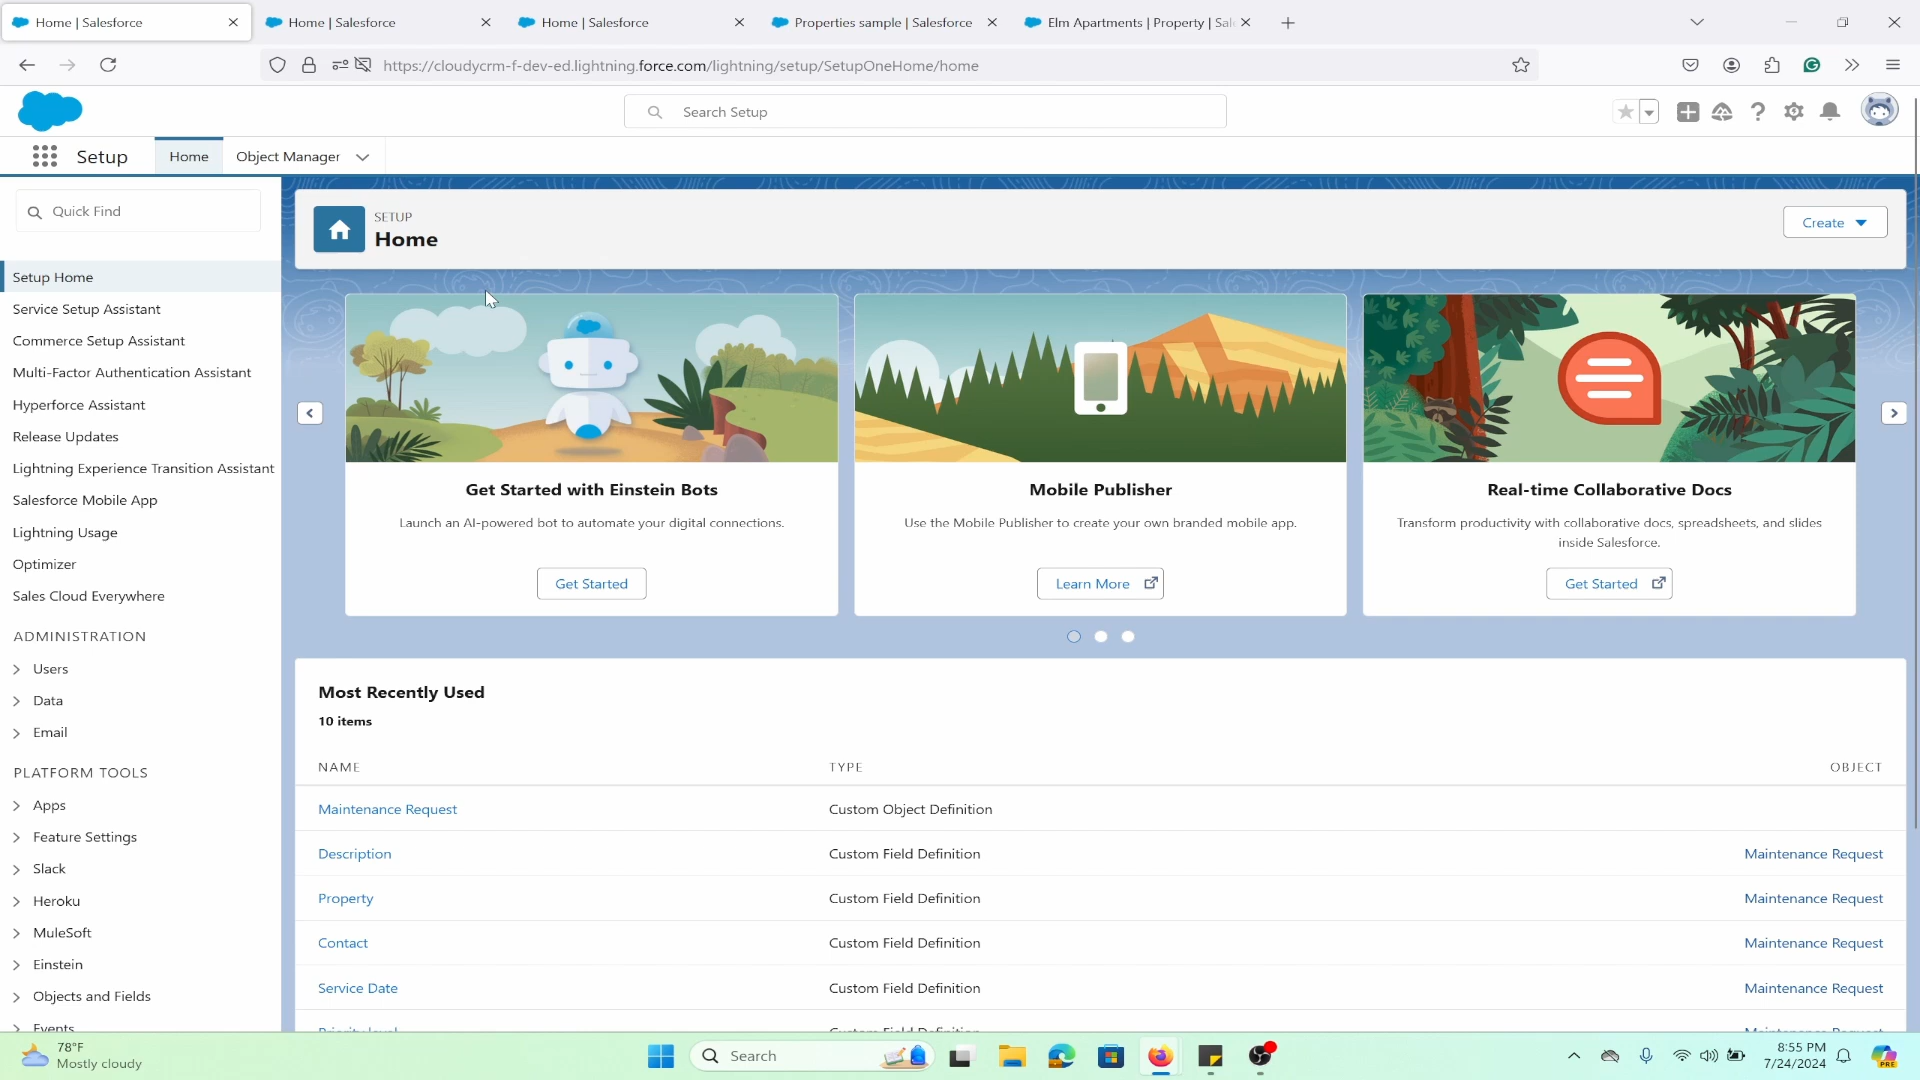 Home | Salesforce
Home | Salesforce
Home | Salesforce
Properties sample | Salesforce
Elm Apartments | Property | Sal
https://cloudycrm-f-dev-ed.lightning.force.com/lightning/setup/SetupOneHome/home
Search Setup
Setup
Home
Object Manager
Quick Find
Setup Home
Service Setup Assistant
Commerce Setup Assistant
Multi-Factor Authentication Assistant
Hyperforce Assistant
Release Updates
Lightning Experience Transition Assistant
Salesforce Mobile App
Lightning Usage
Optimizer
Sales Cloud Everywhere
ADMINISTRATION
Users
Data
Email
PLATFORM TOOLS
Apps
Feature Settings
Slack
Heroku
MuleSoft
Einstein
Objects and Fields
Events
SETUP
Home
Create
Get Started with Einstein Bots
Launch an AI-powered bot to automate your digital connections.
Get Started
Mobile Publisher
Use the Mobile Publisher to create your own branded mobile app.
Learn More
Real-time Collaborative Docs
Transform productivity with collaborative docs, spreadsheets, and slides
inside Salesforce.
Get Started
Most Recently Used
10 items
NAME TYPE OBJECT
Maintenance Request Custom Object Definition
Description Custom Field Definition Maintenance Request
Property Custom Field Definition Maintenance Request
Contact Custom Field Definition Maintenance Request
Service Date Custom Field Definition Maintenance Request
Priority level Custom Field Definition Maintenance Request
78°F
Mostly cloudy
Search
8:55 PM
7/24/2024
PRE